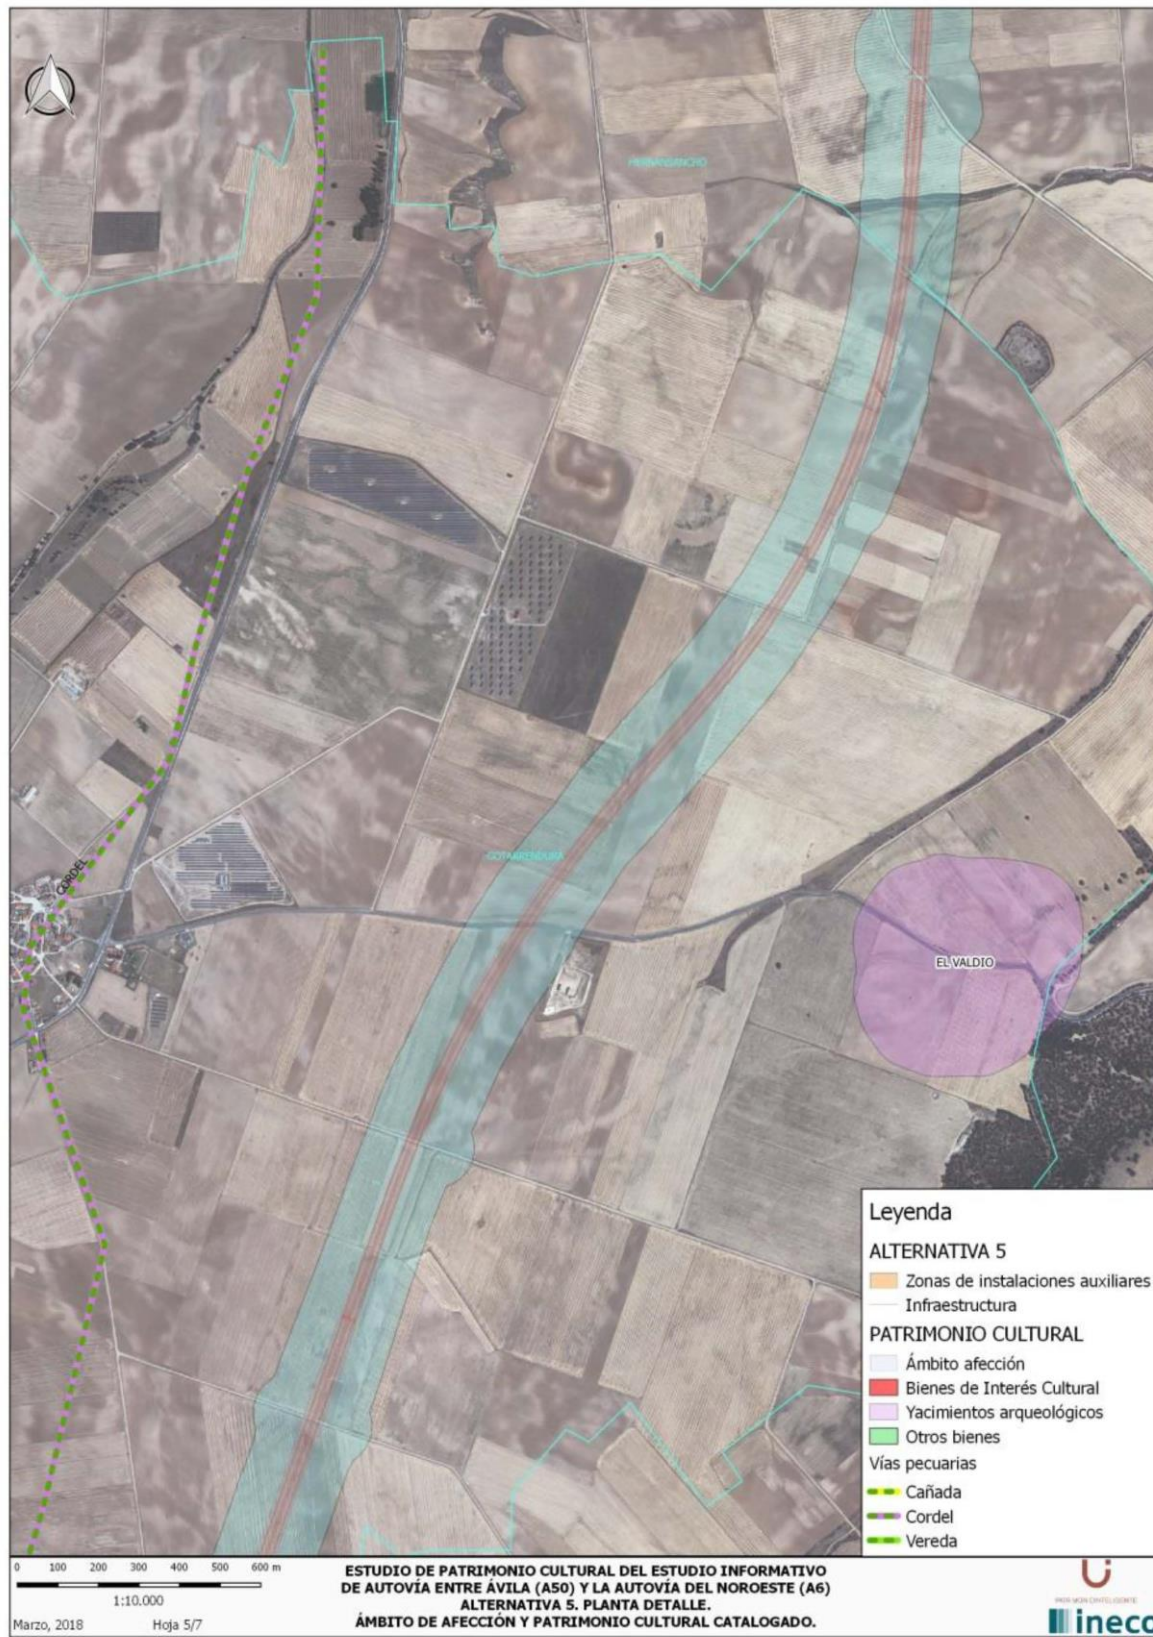 HERNANSANCHO
CORDEL
GOTARRENDURA
EL VALDIO
Leyenda
ALTERNATIVA 5
Zonas de instalaciones auxiliares
Infraestructura
PATRIMONIO CULTURAL
Ámbito afección
Bienes de Interés Cultural
Yacimientos arqueológicos
Otros bienes
Vías pecuarias
Cañada
Cordel
Vereda
0 100 200 300 400 500 600 m
1:10.000
Marzo, 2018 Hoja 5/7
ESTUDIO DE PATRIMONIO CULTURAL DEL ESTUDIO INFORMATIVO
DE AUTOVÍA ENTRE ÁVILA (A50) Y LA AUTOVÍA DEL NOROESTE (A6)
ALTERNATIVA 5. PLANTA DETALLE.
ÁMBITO DE AFECCIÓN Y PATRIMONIO CULTURAL CATALOGADO.
ineco